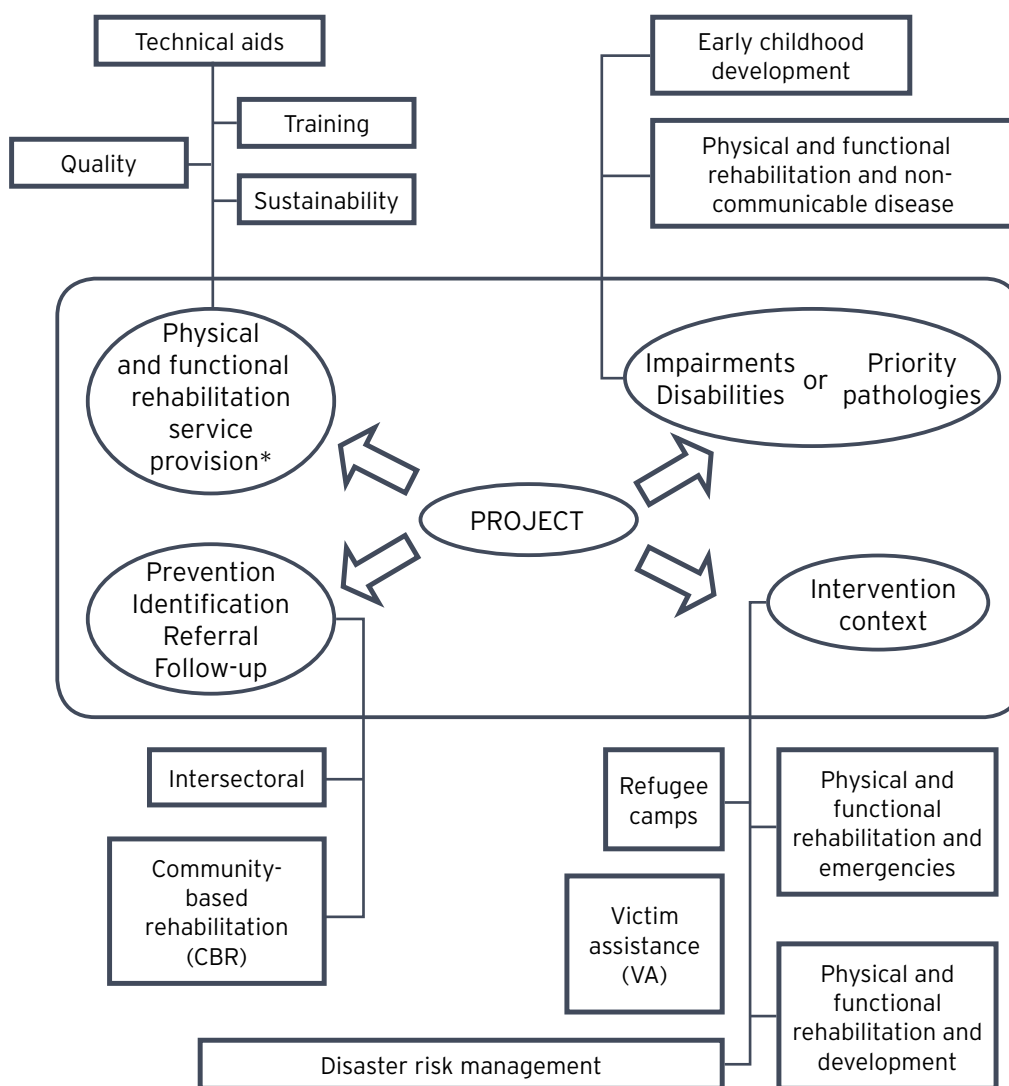 Technical aids
Training
Quality
Sustainability
Early childhood
development
Physical and functional
rehabilitation and non-
communicable disease
Physical
and functional
rehabilitation
service
provision*
Impairments
Disabilities
or
Priority
pathologies
PROJECT
Prevention
Identification
Referral
Follow-up
Intervention
context
Intersectoral
Community-
based
rehabilitation
(CBR)
Refugee
camps
Physical and
functional
rehabilitation and
emergencies
Victim
assistance
(VA)
Physical and
functional
rehabilitation and
development
Disaster risk management